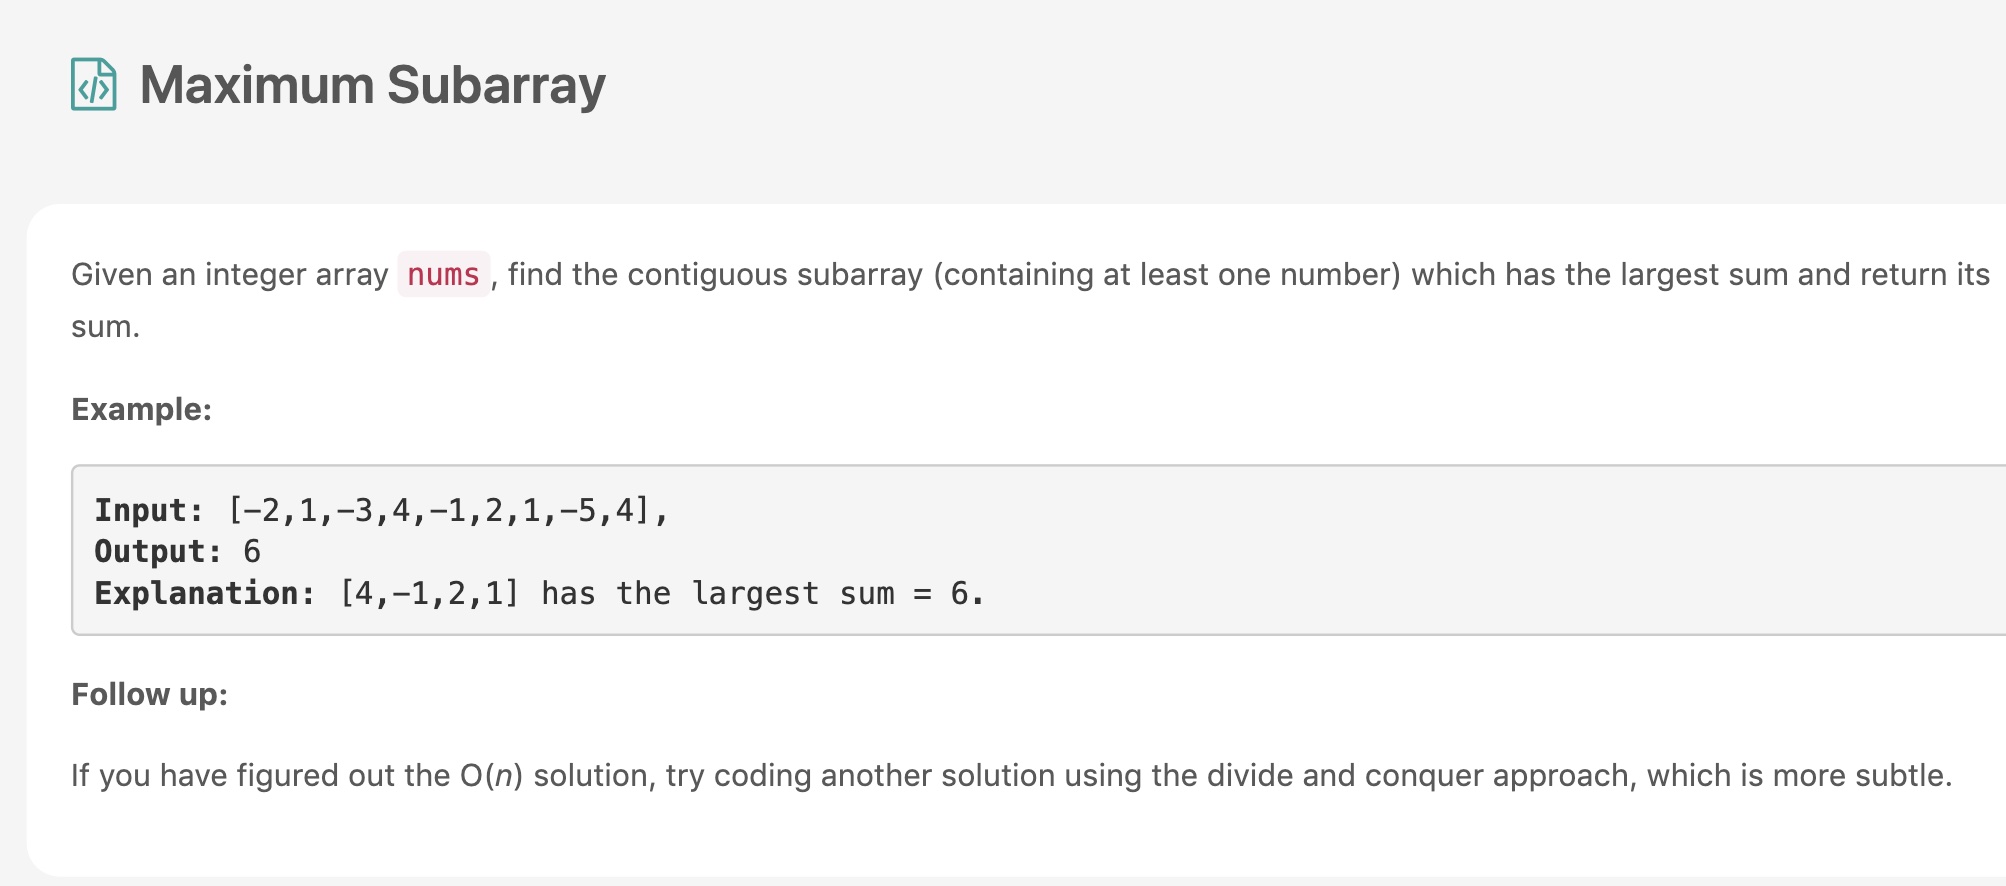 Maximum Subarray
Given an integer array nums, find the contiguous subarray (containing at least one number) which has the largest sum and return its
sum.
Example:
Input: [−2,1,−3,4,−1,2,1,−5,4],
Output: 6
Explanation: [4,−1,2,1] has the largest sum = 6.
Follow up:
If you have figured out the O(n) solution, try coding another solution using the divide and conquer approach, which is more subtle.